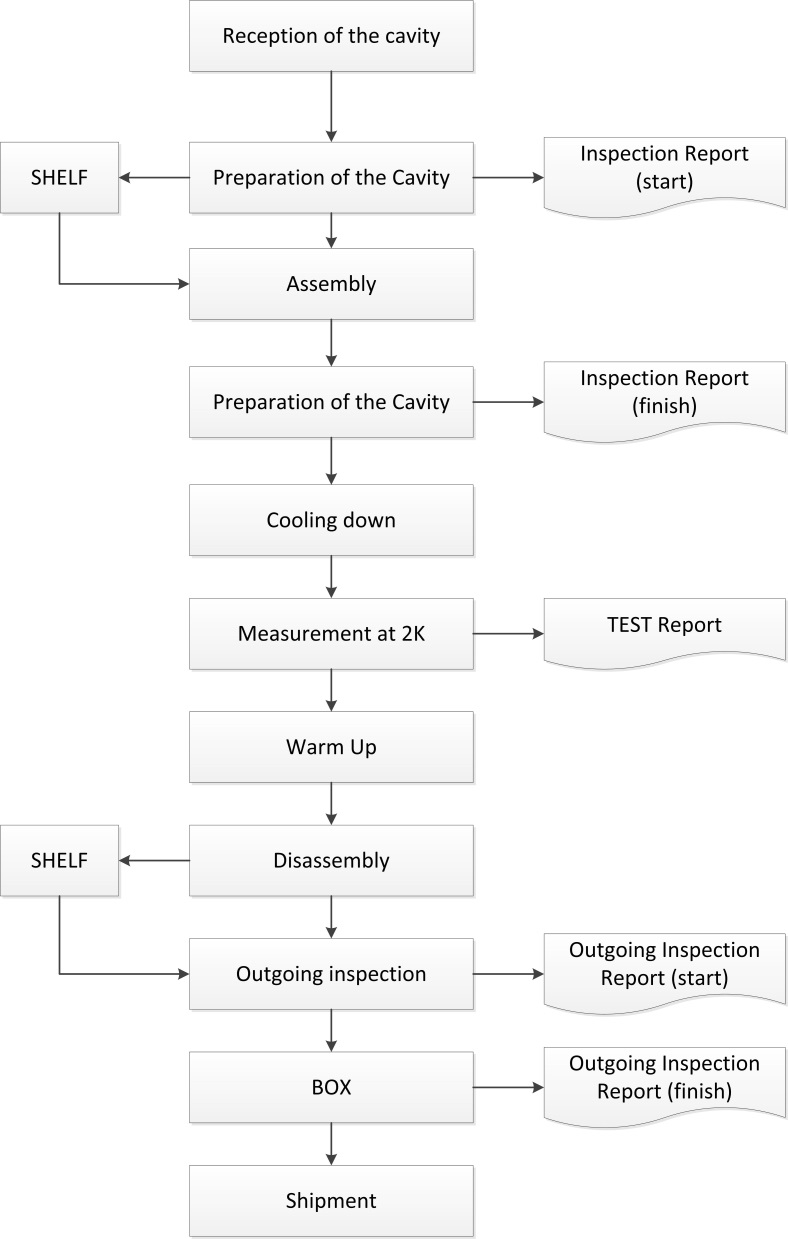 Reception of the cavity
SHELF
Preparation of the Cavity
Inspection Report
(start)
Assembly
Preparation of the Cavity
Inspection Report
(finish)
Cooling down
Measurement at 2K
TEST Report
Warm Up
SHELF
Disassembly
Outgoing inspection
Outgoing Inspection
Report (start)
BOX
Outgoing Inspection
Report (finish)
Shipment